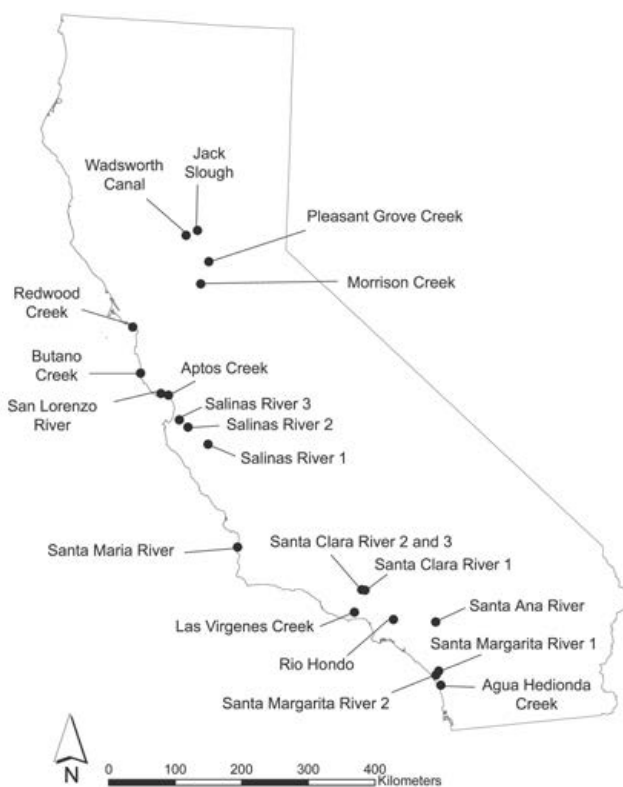 Jack
Slough
Wadsworth
Canal
Pleasant Grove Creek
Morrison Creek
Redwood
Creek
Butano
Creek
Aptos Creek
San Lorenzo
River
Salinas River 3
Salinas River 2
Salinas River 1
Santa Maria River
Santa Clara River 2 and 3
Santa Clara River 1
Las Virgenes Creek
Santa Ana River
Rio Hondo
Santa Margarita River 1
Santa Margarita River 2
Agua Hedionda
Creek
N
0 100 200 300 400
Kilometers